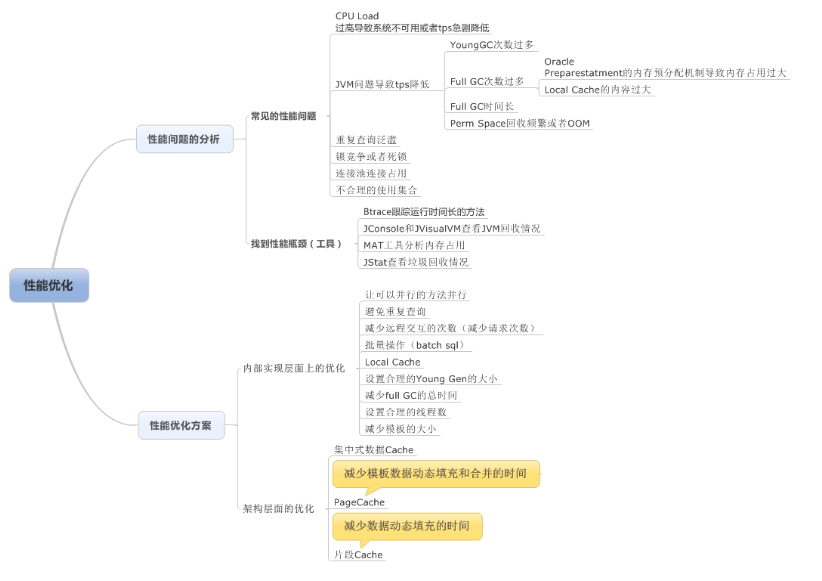 性能优化
性能问题的分析
常见的性能问题
CPU Load
过高导致系统不可用或者tps急剧降低
JVM问题导致tps降低
YoungGC次数过多
Full GC次数过多
Oracle
Preparestatment的内存预分配机制导致内存占用过大
Local Cache的内容过大
Full GC时间长
Perm Space回收频繁或者OOM
重复查询泛滥
锁竞争或者死锁
连接池连接占用
不合理的使用集合
找到性能瓶颈（工具）
Btrace跟踪运行时间长的方法
JConsole和JVisualVM查看JVM回收情况
MAT工具分析内存占用
JStat查看垃圾回收情况
性能优化方案
内部实现层面上的优化
让可以并行的方法并行
避免重复查询
减少远程交互的次数（减少请求次数）
批量操作（batch sql）
Local Cache
设置合理的Young Gen的大小
减少full GC的总时间
设置合理的线程数
减少模板的大小
架构层面的优化
集中式数据Cache
减少模板数据动态填充和合并的时间
PageCache
减少数据动态填充的时间
片段Cache